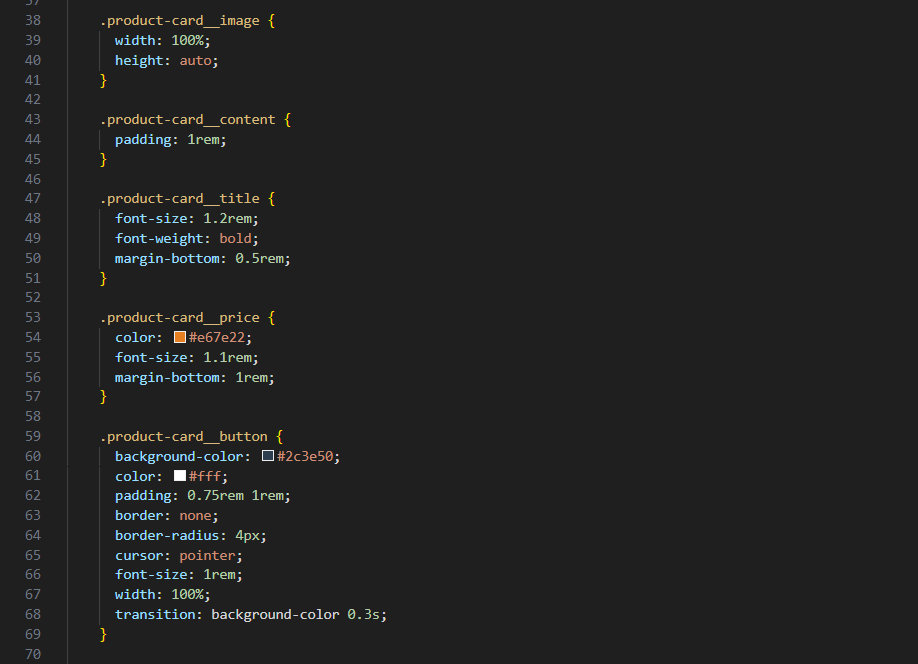 37
38 .product-card__image {
39 width: 100%;
40 height: auto;
41 }
42
43 .product-card__content {
44 padding: 1rem;
45 }
46
47 .product-card__title {
48 font-size: 1.2rem;
49 font-weight: bold;
50 margin-bottom: 0.5rem;
51 }
52
53 .product-card__price {
54 color: #e67e22;
55 font-size: 1.1rem;
56 margin-bottom: 1rem;
57 }
58
59 .product-card__button {
60 background-color: #2c3e50;
61 color: #fff;
62 padding: 0.75rem 1rem;
63 border: none;
64 border-radius: 4px;
65 cursor: pointer;
66 font-size: 1rem;
67 width: 100%;
68 transition: background-color 0.3s;
69 }
70